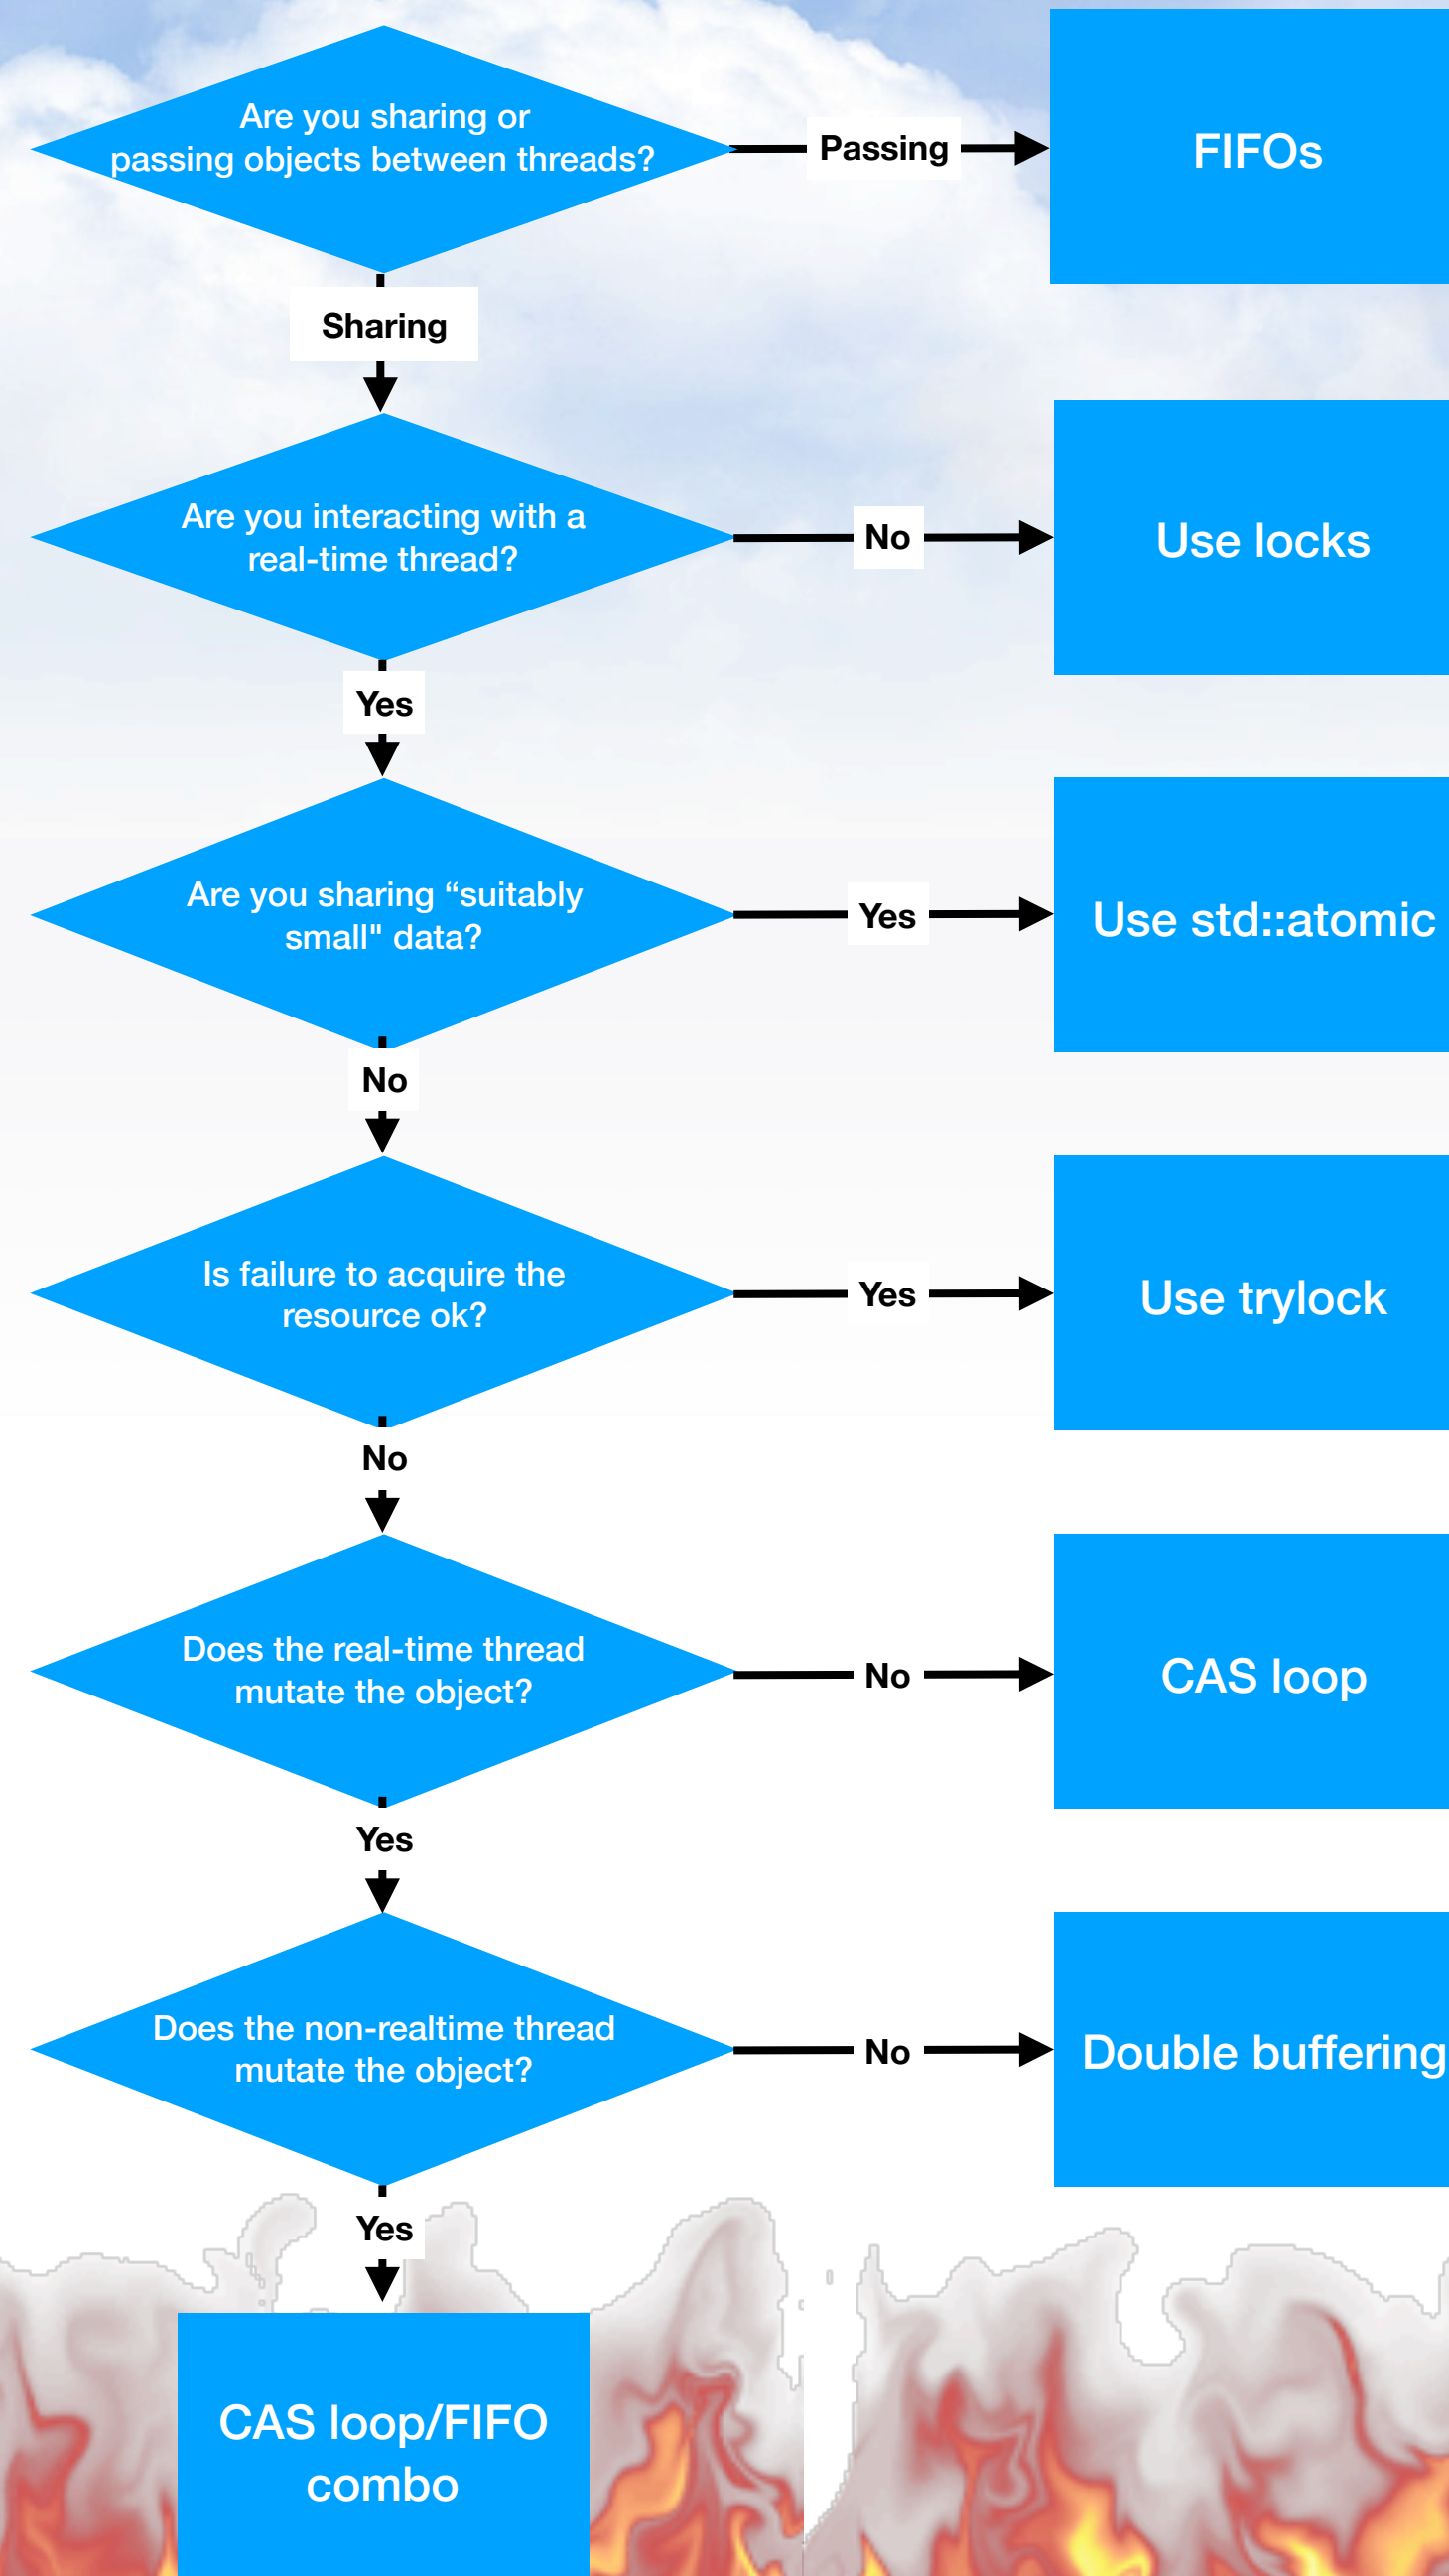 Are you sharing or
passing objects between threads?
Passing
FIFOs
Sharing
Are you interacting with a
real-time thread?
No
Use locks
Yes
Are you sharing “suitably
small" data?
Yes
Use std::atomic
No
Is failure to acquire the
resource ok?
Yes
Use trylock
No
Does the real-time thread
mutate the object?
No
CAS loop
Yes
Does the non-realtime thread
mutate the object?
No
Double buffering
Yes
CAS loop/FIFO
combo